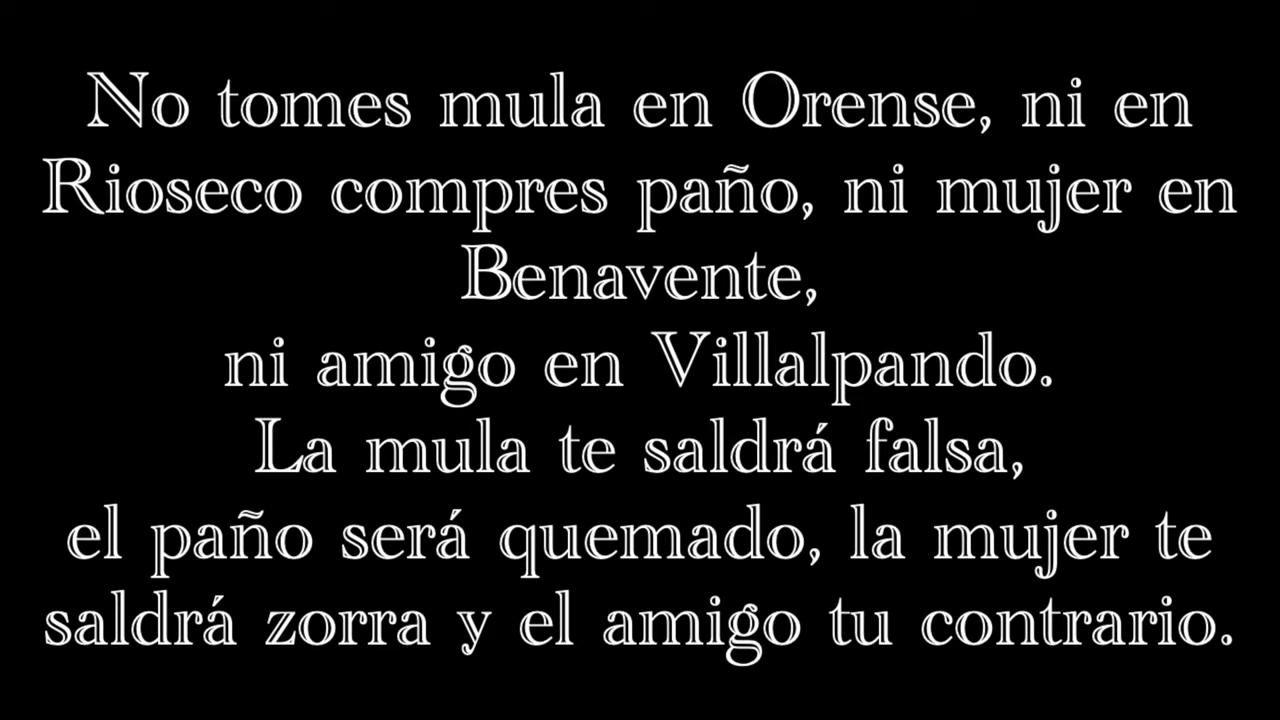 No tomes mula en Orense, ni en
Rioseco compres paño, ni mujer en
Benavente,
ni amigo en Villalpando.
La mula te saldrá falsa,
el paño será quemado, la mujer te
saldrá zorra y el amigo tu contrario.